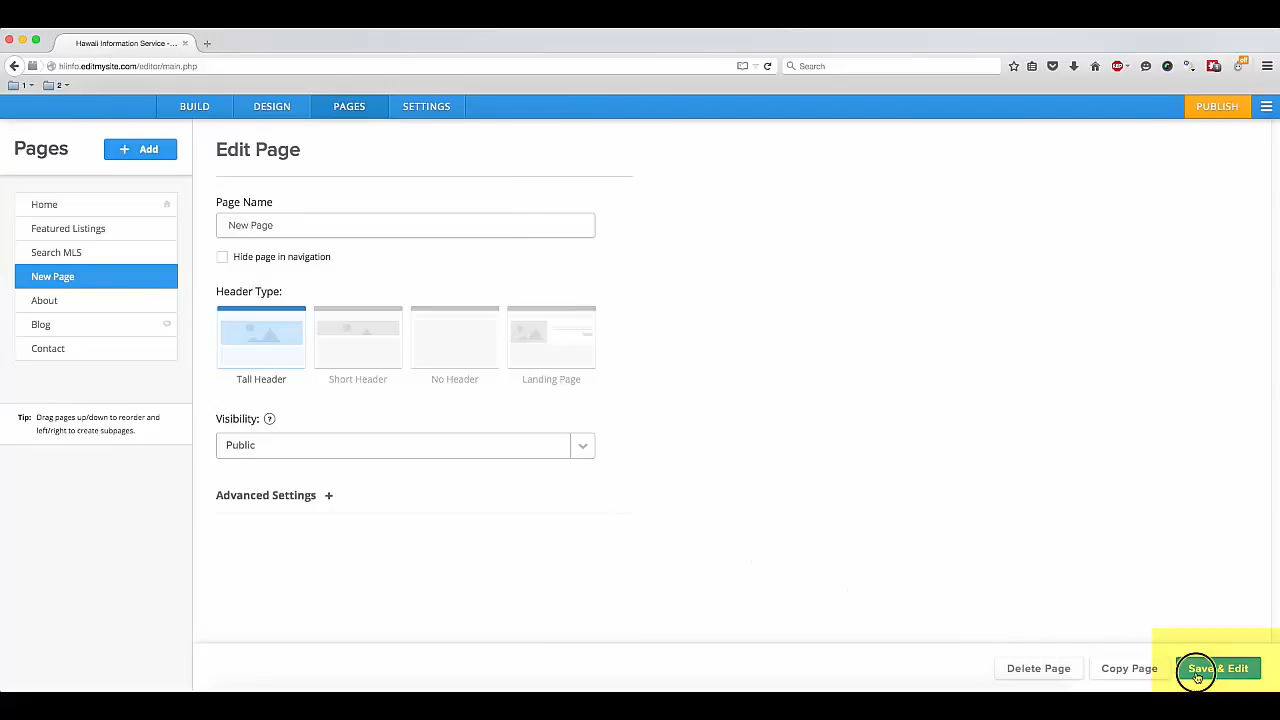 Hawaii Information Service -...
hiinfo.editmysite.com/editor/main.php
Search
1
2
BUILD
DESIGN
PAGES
SETTINGS
PUBLISH
Pages
+ Add
Home
Featured Listings
Search MLS
New Page
About
Blog
Contact
Tip: Drag pages up/down to reorder and
left/right to create subpages.
Edit Page
Page Name
New Page
Hide page in navigation
Header Type:
Tall Header
Short Header
No Header
Landing Page
Visibility: ?
Public
Advanced Settings +
Delete Page
Copy Page
Save & Edit